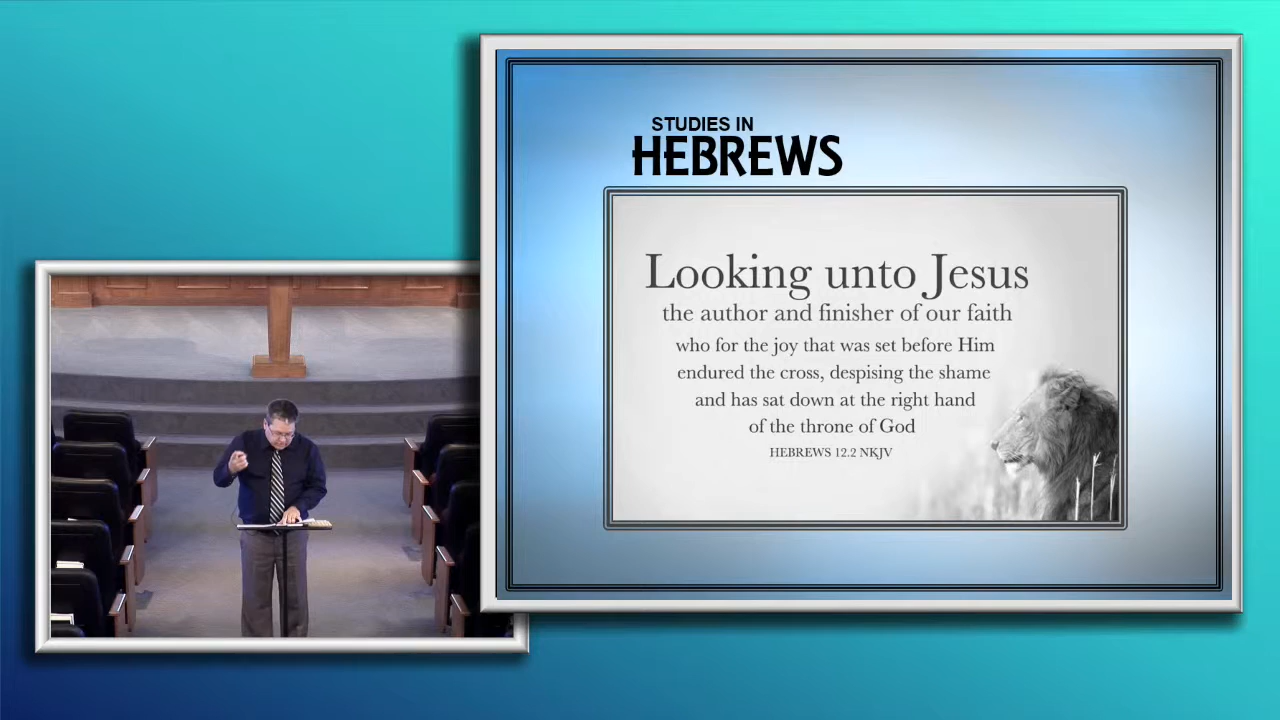 STUDIES IN
HEBREWS
Looking unto Jesus
the author and finisher of our faith
who for the joy that was set before Him
endured the cross, despising the shame
and has sat down at the right hand
of the throne of God
HEBREWS 12.2 NKJV